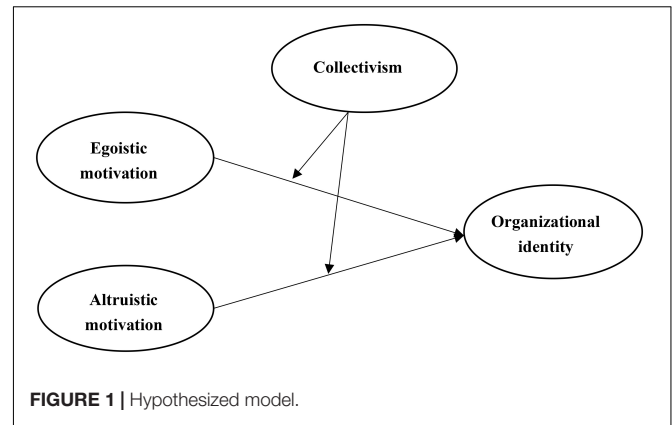 Collectivism
Egoistic
motivation
Organizational
identity
Altruistic
motivation
FIGURE 1 | Hypothesized model.